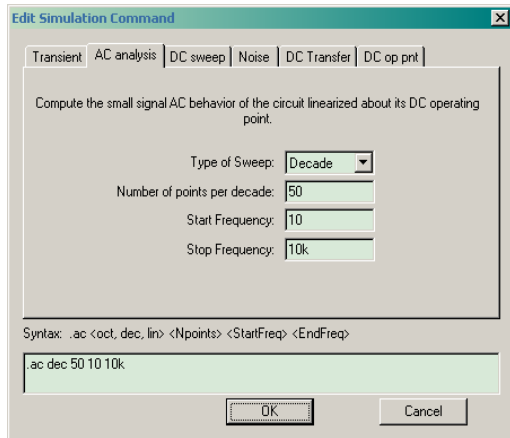 Edit Simulation Command
Transient AC analysis DC sweep Noise DC Transfer DC op pnt
Compute the small signal AC behavior of the circuit linearized about its DC operating
point.
Type of Sweep: Decade
Number of points per decade: 50
Start Frequency: 10
Stop Frequency: 10k
Syntax: .ac <oct, dec, lin> <Npoints> <StartFreq> <EndFreq>
.ac dec 50 10 10k
OK Cancel